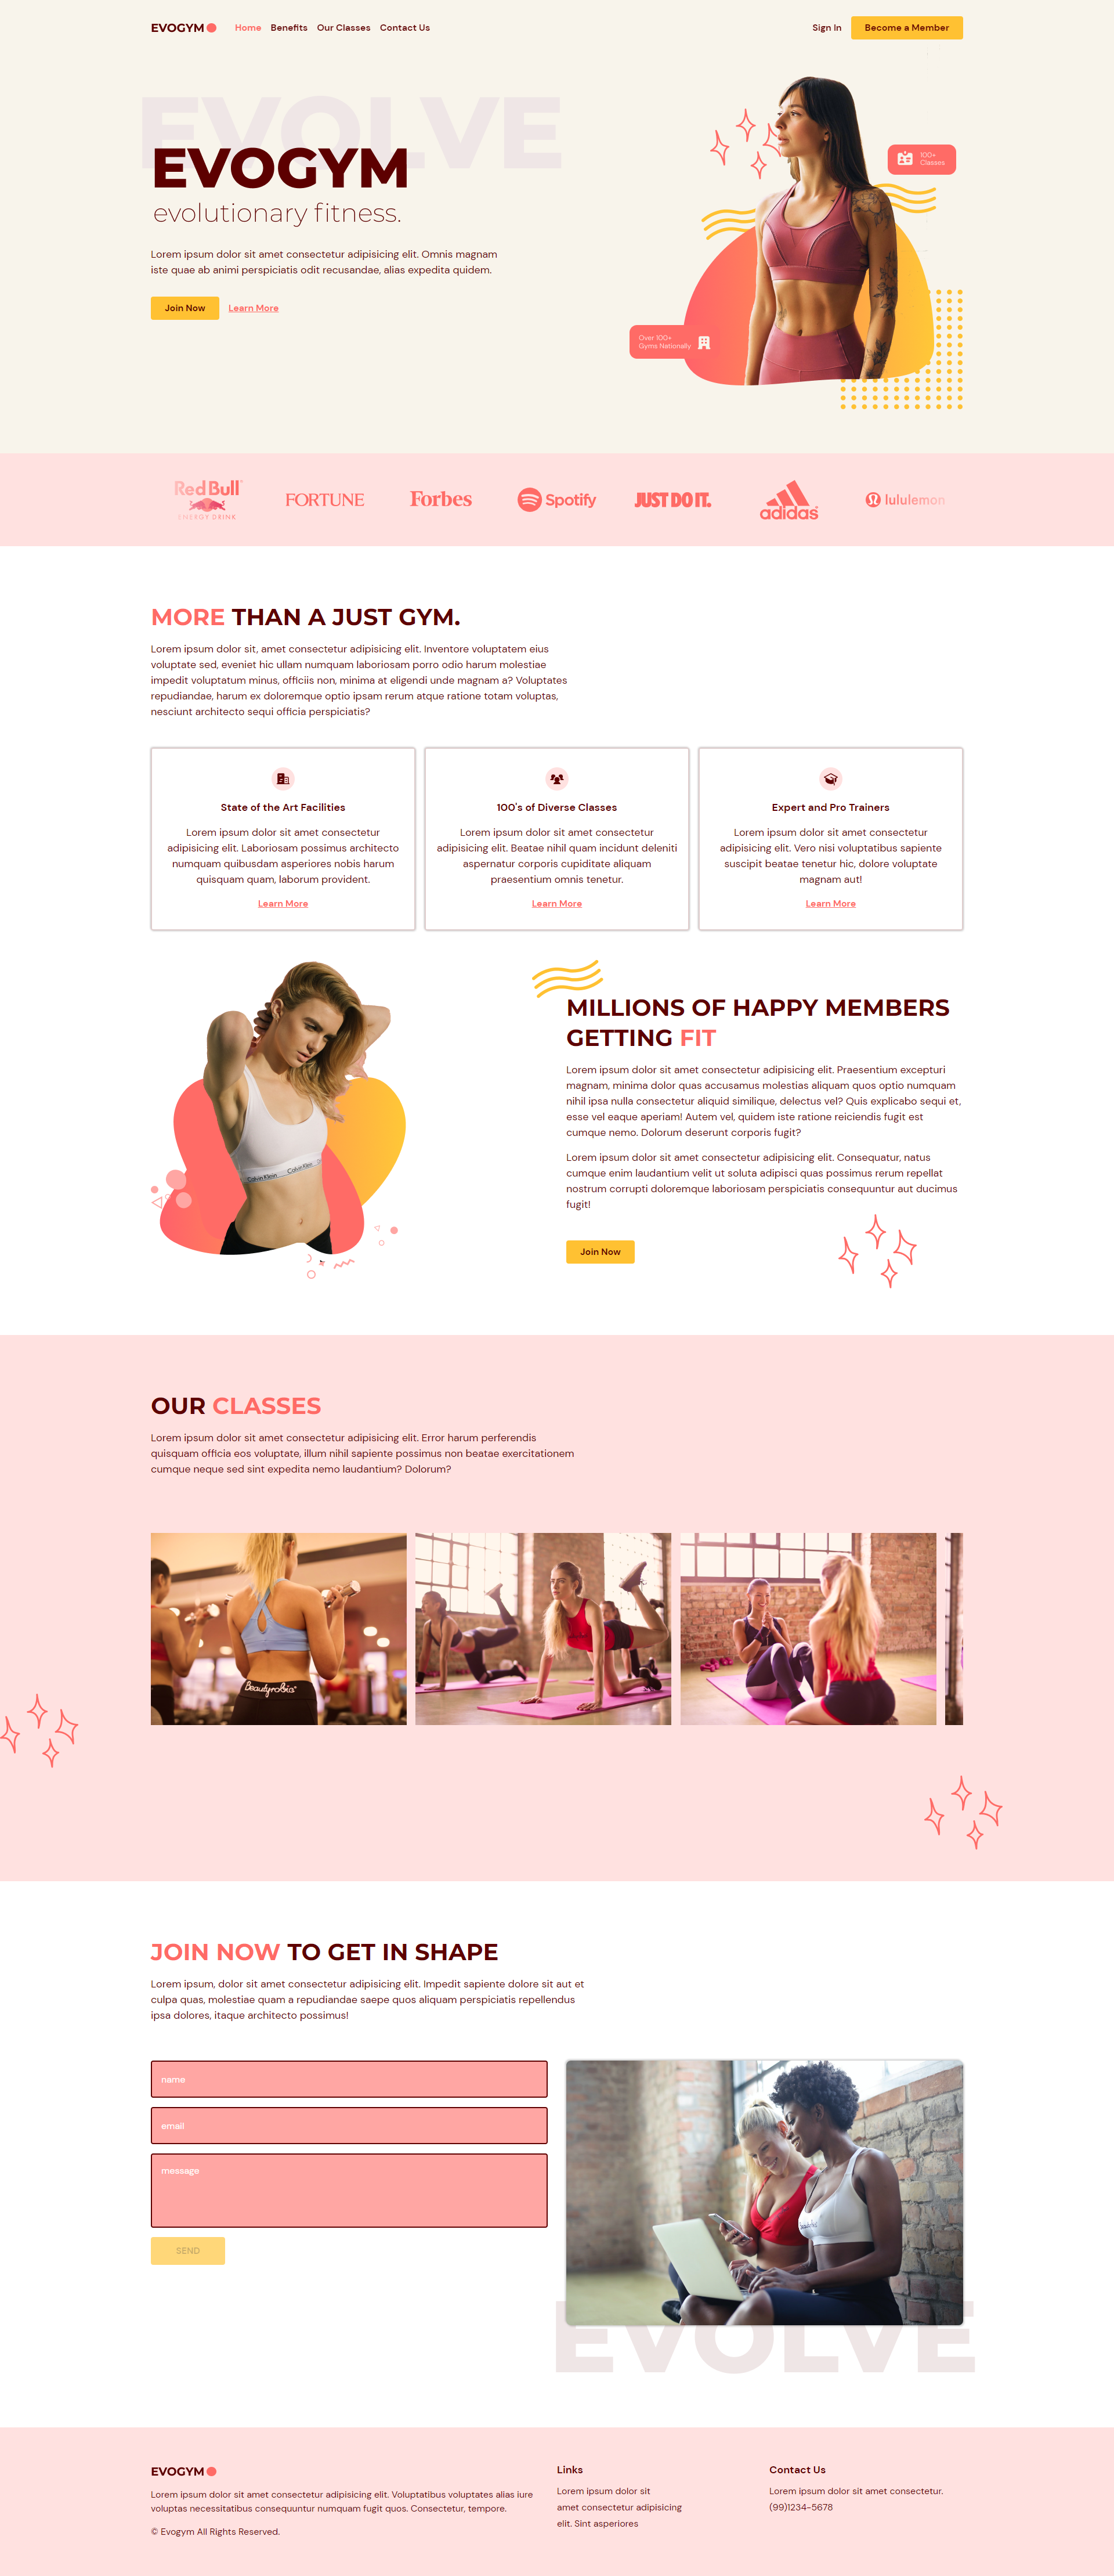 EVOGYM
Home Benefits Our Classes Contact Us
Sign In
Become a Member
EVOLVE
EVOGYM
evolutionary fitness.
Lorem ipsum dolor sit amet consectetur adipisicing elit. Omnis magnam
iste quae ab animi perspiciatis odit recusandae, alias expedita quidem.
Join Now
Learn More
100+
Classes
Over 100+
Gyms Nationally
Red Bull
ENERGY DRINK
FORTUNE
Forbes
Spotify
JUST DO IT.
adidas
lululemon
MORE THAN A JUST GYM.
Lorem ipsum dolor sit, amet consectetur adipisicing elit. Inventore voluptatem eius
voluptate sed, eveniet hic ullam numquam laboriosam porro odio harum molestiae
impedit voluptatum minus, officiis non, minima at eligendi unde magnam a? Voluptates
repudiandae, harum ex doloremque optio ipsam rerum atque ratione totam voluptas,
nesciunt architecto sequi officia perspiciatis?
State of the Art Facilities
Lorem ipsum dolor sit amet consectetur
adipisicing elit. Laboriosam possimus architecto
numquam quibusdam asperiores nobis harum
quisquam quam, laborum provident.
Learn More
100's of Diverse Classes
Lorem ipsum dolor sit amet consectetur
adipisicing elit. Beatae nihil quam incidunt deleniti
aspernatur corporis cupiditate aliquam
praesentium omnis tenetur.
Learn More
Expert and Pro Trainers
Lorem ipsum dolor sit amet consectetur
adipisicing elit. Vero nisi voluptatibus sapiente
suscipit beatae tenetur hic, dolore voluptate
magnam aut!
Learn More
Calvin Klein Calvin Klein
MILLIONS OF HAPPY MEMBERS
GETTING FIT
Lorem ipsum dolor sit amet consectetur adipisicing elit. Praesentium excepturi
magnam, minima dolor quas accusamus molestias aliquam quos optio numquam
nihil ipsa nulla consectetur aliquid similique, delectus vel? Quis explicabo sequi et,
esse vel eaque aperiam! Autem vel, quidem iste ratione reiciendis fugit est
cumque nemo. Dolorum deserunt corporis fugit?
Lorem ipsum dolor sit amet consectetur adipisicing elit. Consequatur, natus
cumque enim laudantium velit ut soluta adipisci quas possimus rerum repellat
nostrum corrupti doloremque laboriosam perspiciatis consequuntur aut ducimus
fugit!
Join Now
OUR CLASSES
Lorem ipsum dolor sit amet consectetur adipisicing elit. Error harum perferendis
quisquam officia eos voluptate, illum nihil sapiente possimus non beatae exercitationem
cumque neque sed sint expedita nemo laudantium? Dolorum?
JOIN NOW TO GET IN SHAPE
Lorem ipsum, dolor sit amet consectetur adipisicing elit. Impedit sapiente dolore sit aut et
culpa quas, molestiae quam a repudiandae saepe quos aliquam perspiciatis repellendus
ipsa dolores, itaque architecto possimus!
name
email
message
SEND
EVOLVE
EVOGYM
Lorem ipsum dolor sit amet consectetur adipisicing elit. Voluptatibus voluptates alias iure
voluptas necessitatibus consequuntur numquam fugit quos. Consectetur, tempore.
© Evogym All Rights Reserved.
Links
Lorem ipsum dolor sit
amet consectetur adipisicing
elit. Sint asperiores
Contact Us
Lorem ipsum dolor sit amet consectetur.
(99)1234-5678